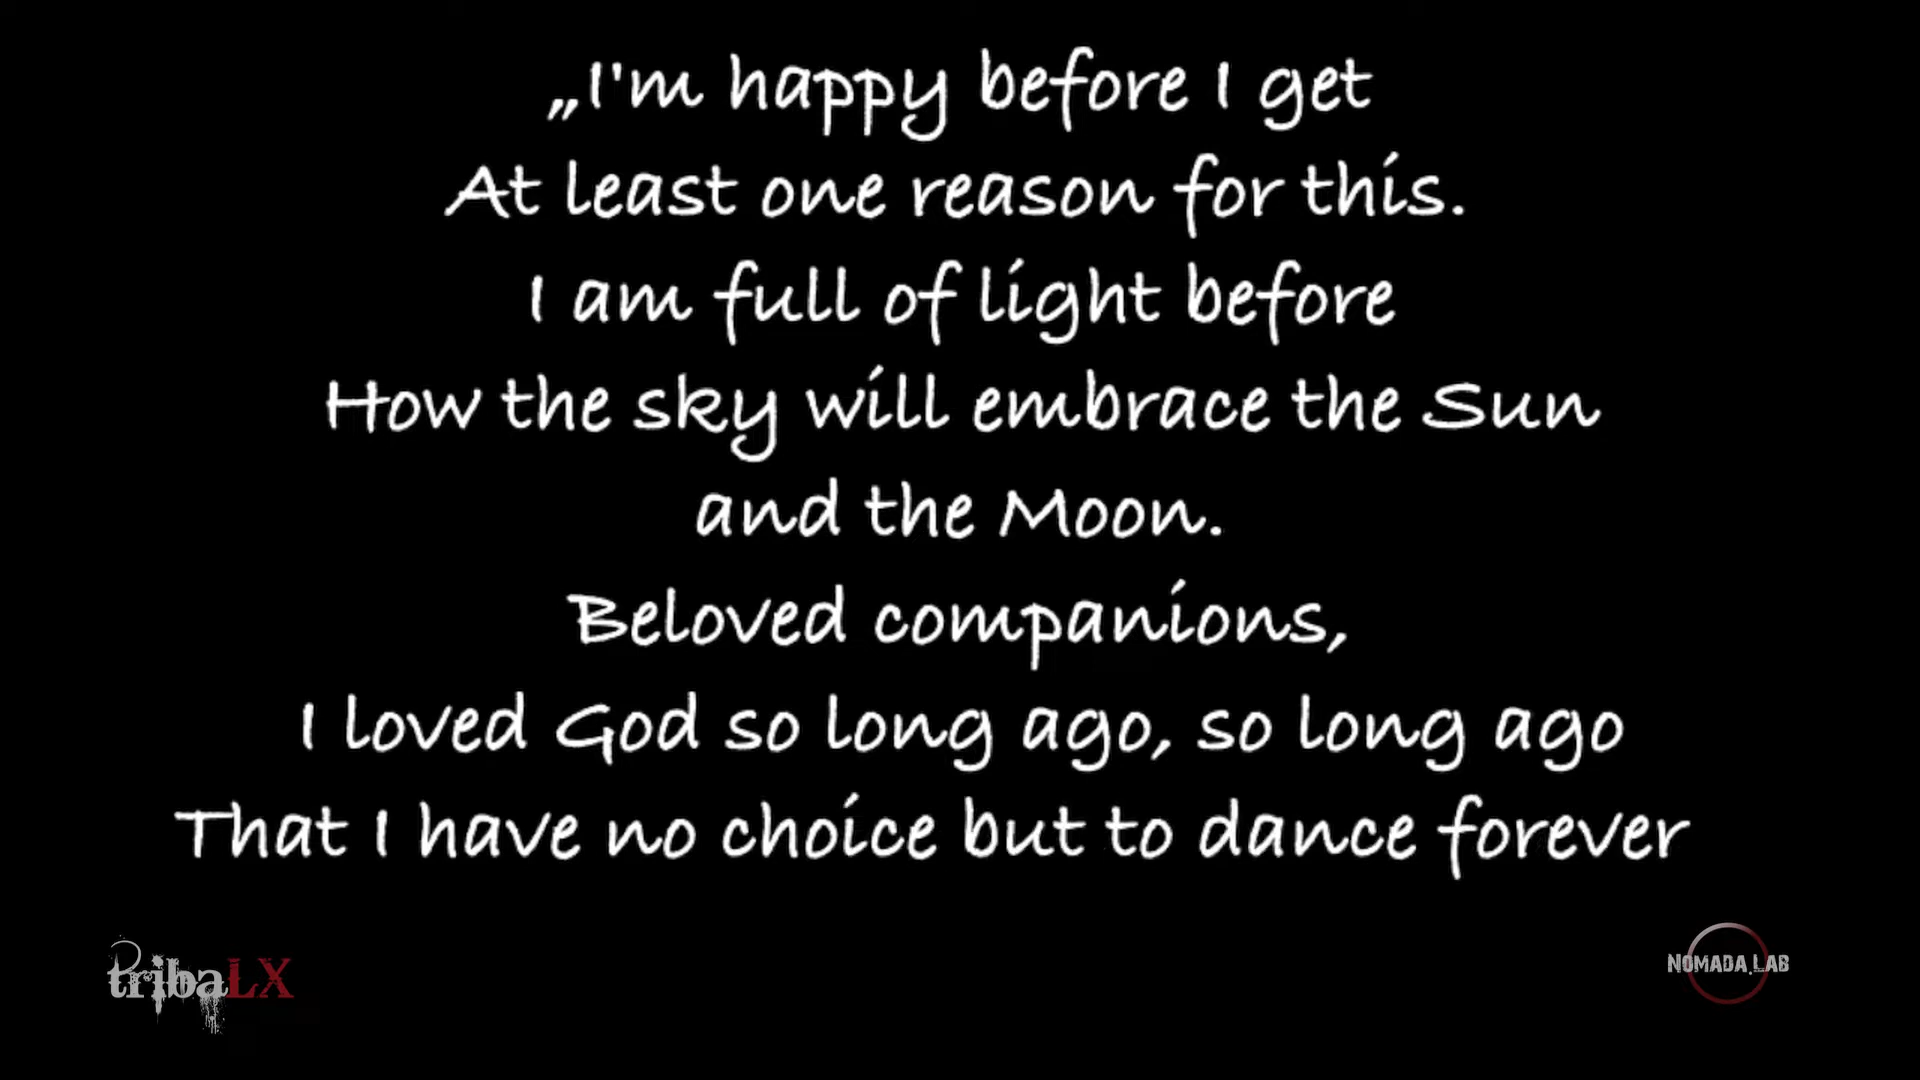 „I'm happy before I get
At least one reason for this.
I am full of light before
How the sky will embrace the Sun
and the Moon.
Beloved companions,
I loved God so long ago, so long ago
That I have no choice but to dance forever
tribaLX
NOMADA.LAB